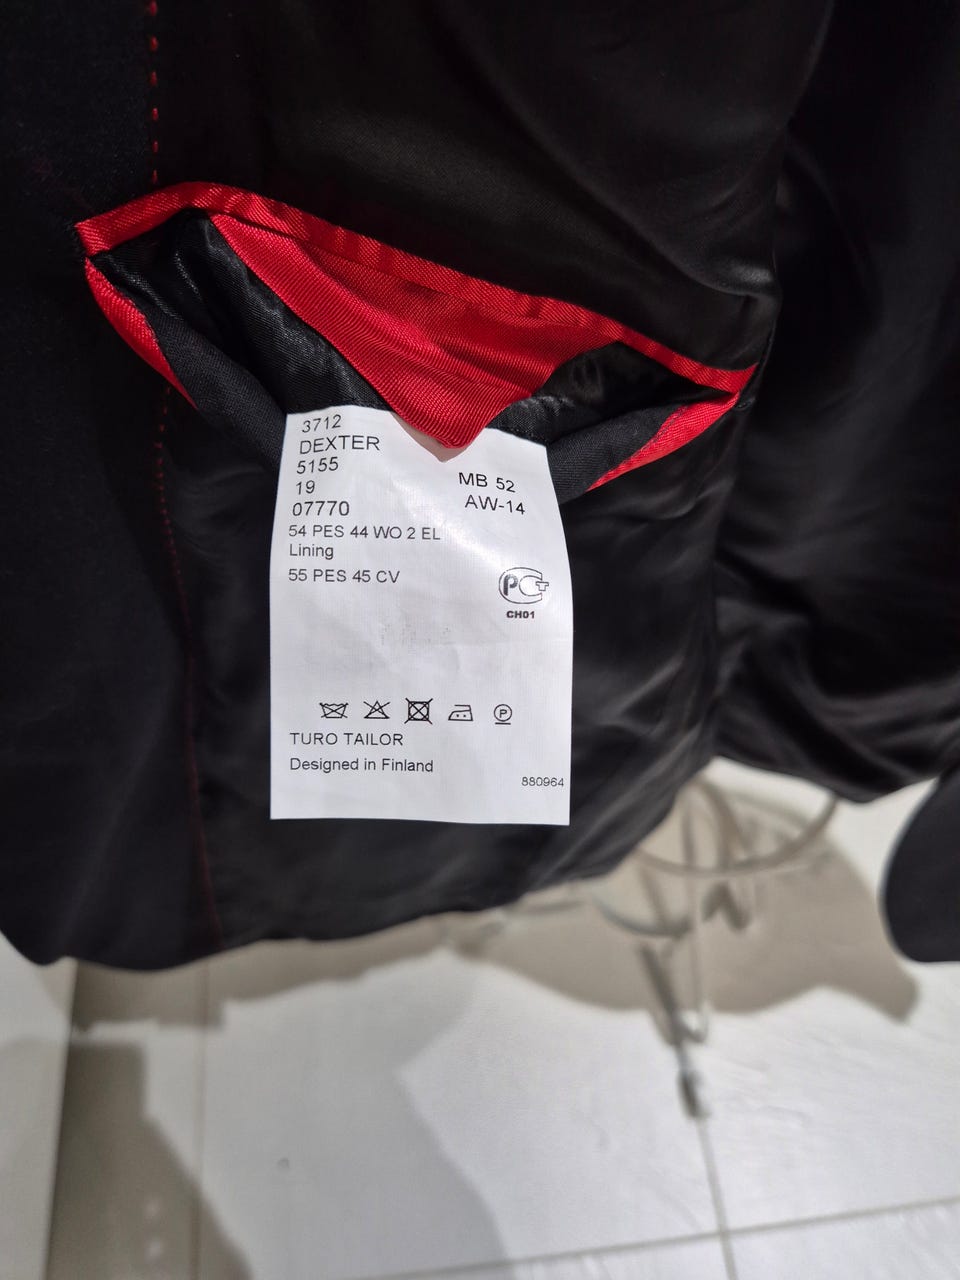 3712
DEXTER
5155
19
07770
MB 52
AW-14
54 PES 44 WO 2 EL
Lining
55 PES 45 CV
РСТ
CH01
P
TURO TAILOR
Designed in Finland
880964